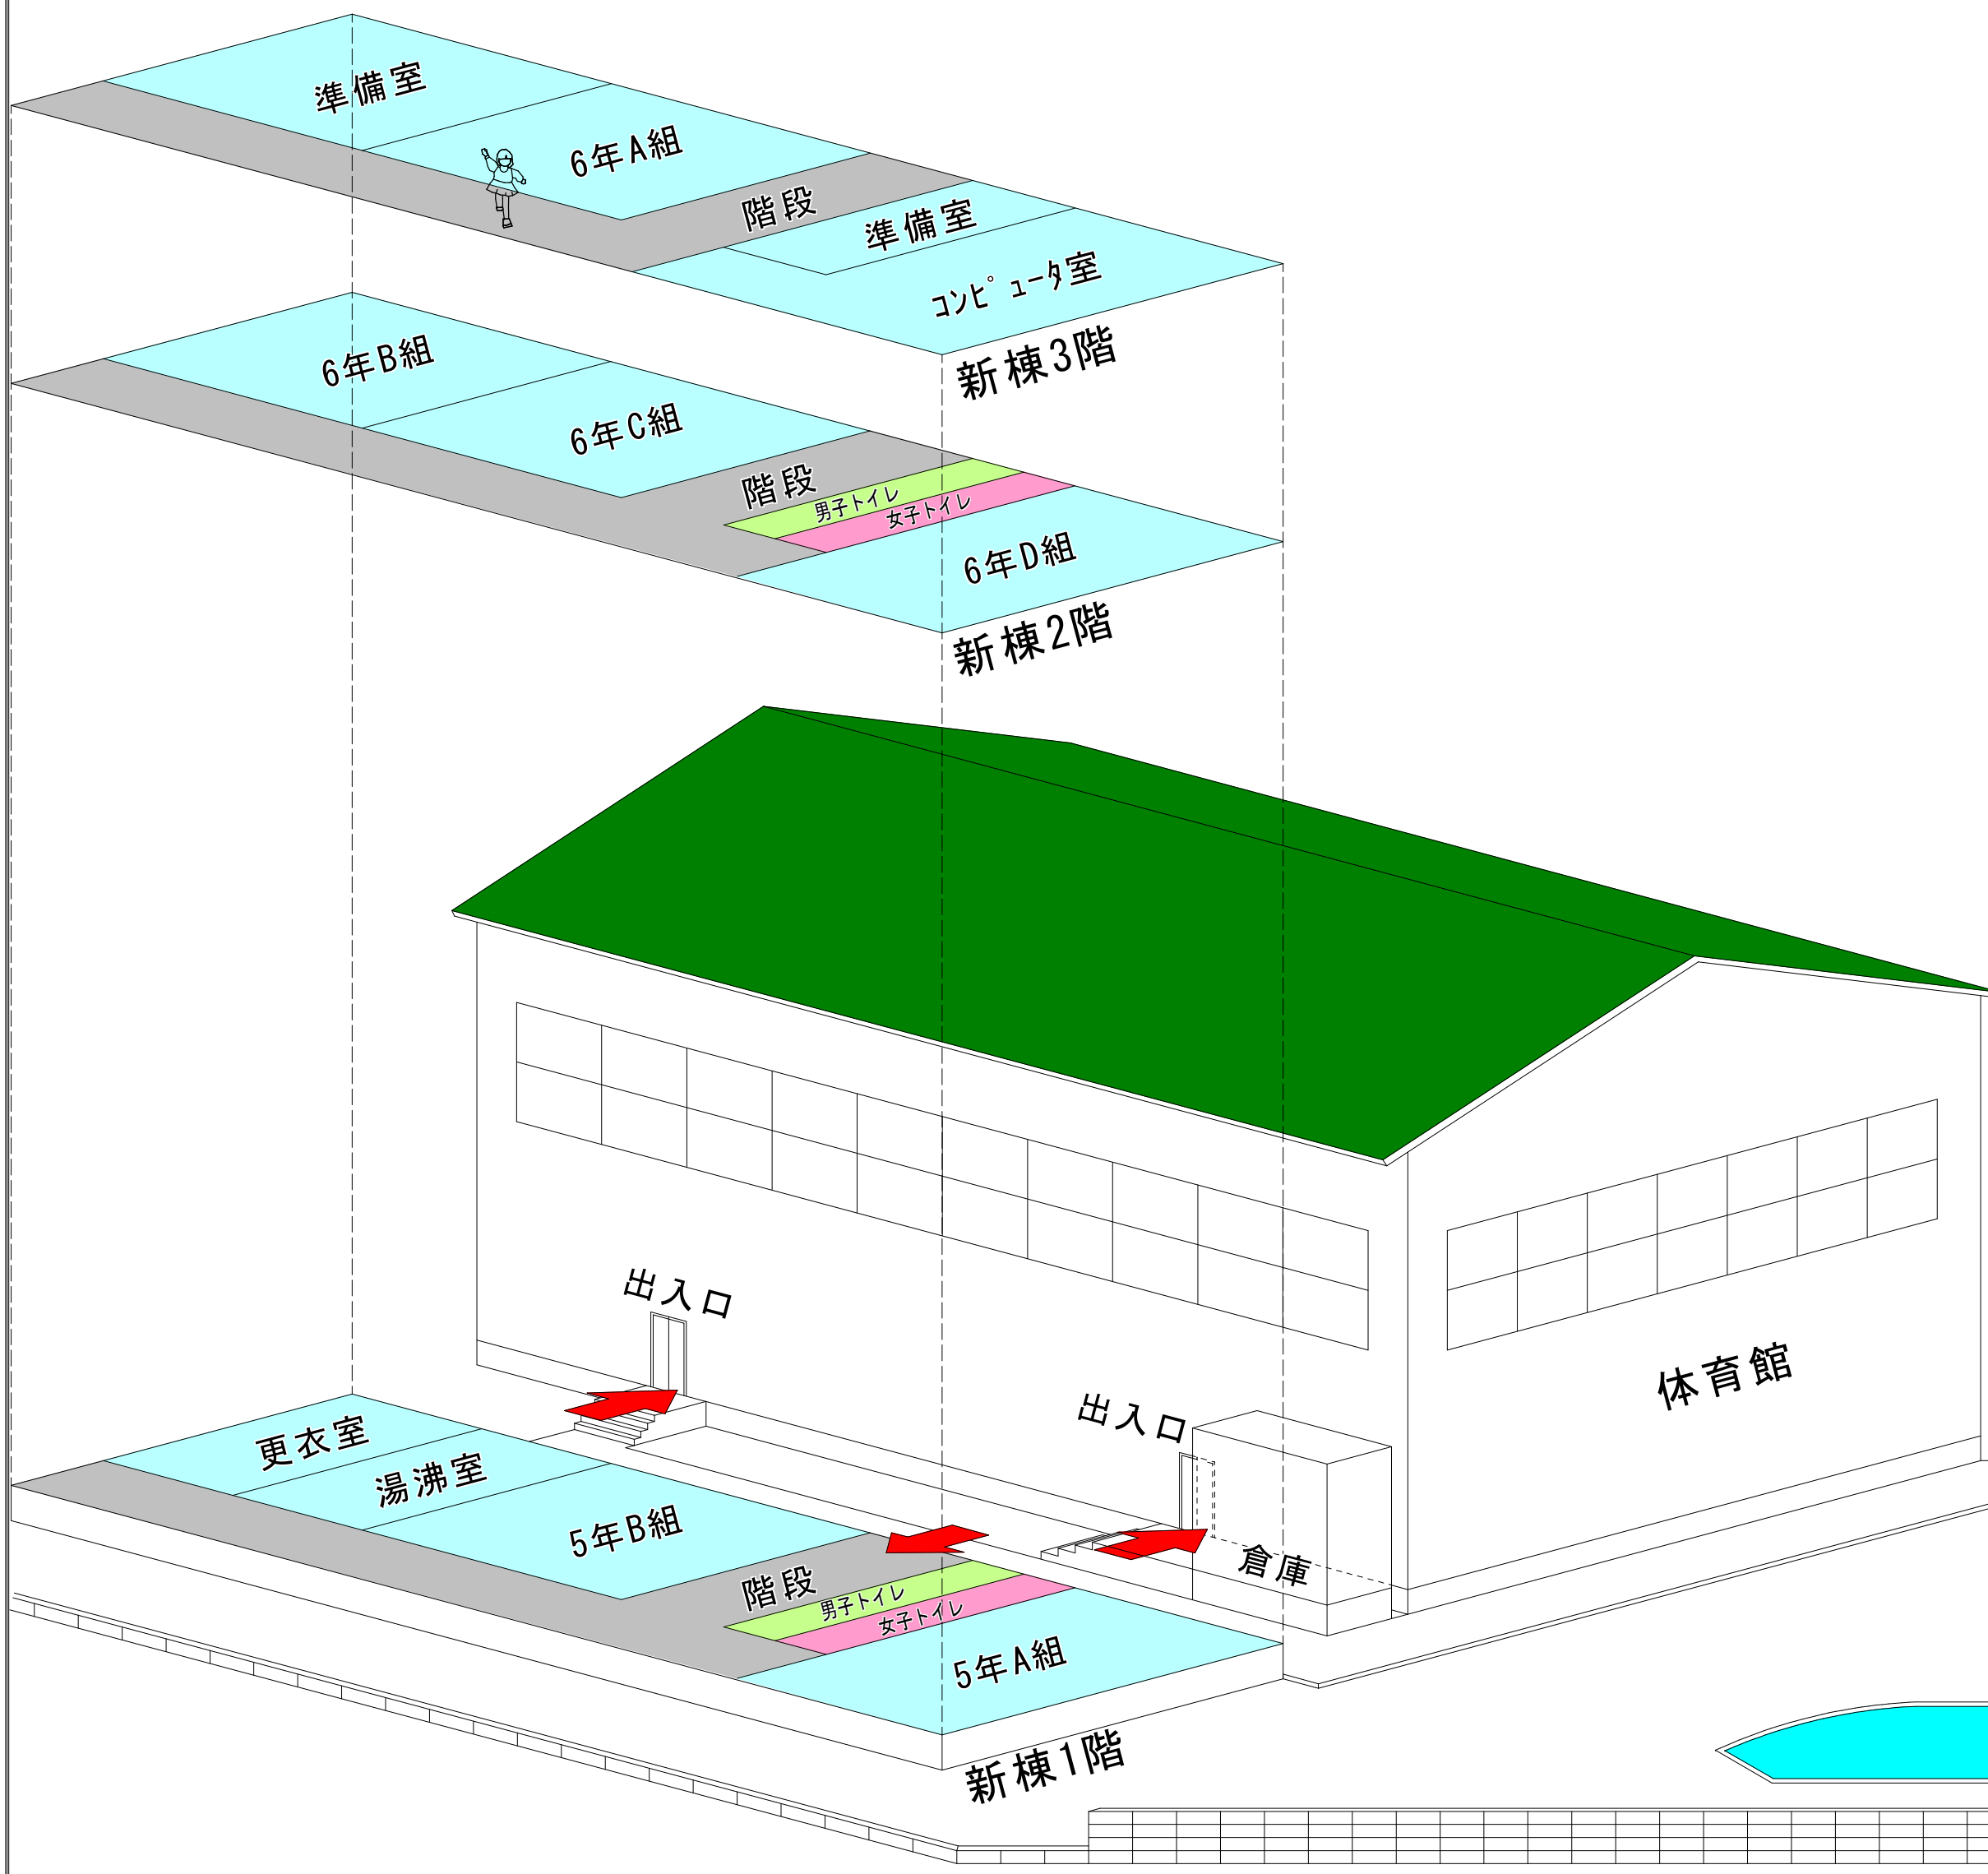 準備室
6年A組
階段
準備室
ｺﾝﾋﾟｭｰﾀ室
新棟3階
6年B組
6年C組
階段
男子トイレ
女子トイレ
6年D組
新棟2階
出入口
出入口
体育館
倉庫
更衣室
湯沸室
5年B組
階段
男子トイレ
女子トイレ
5年A組
新棟1階